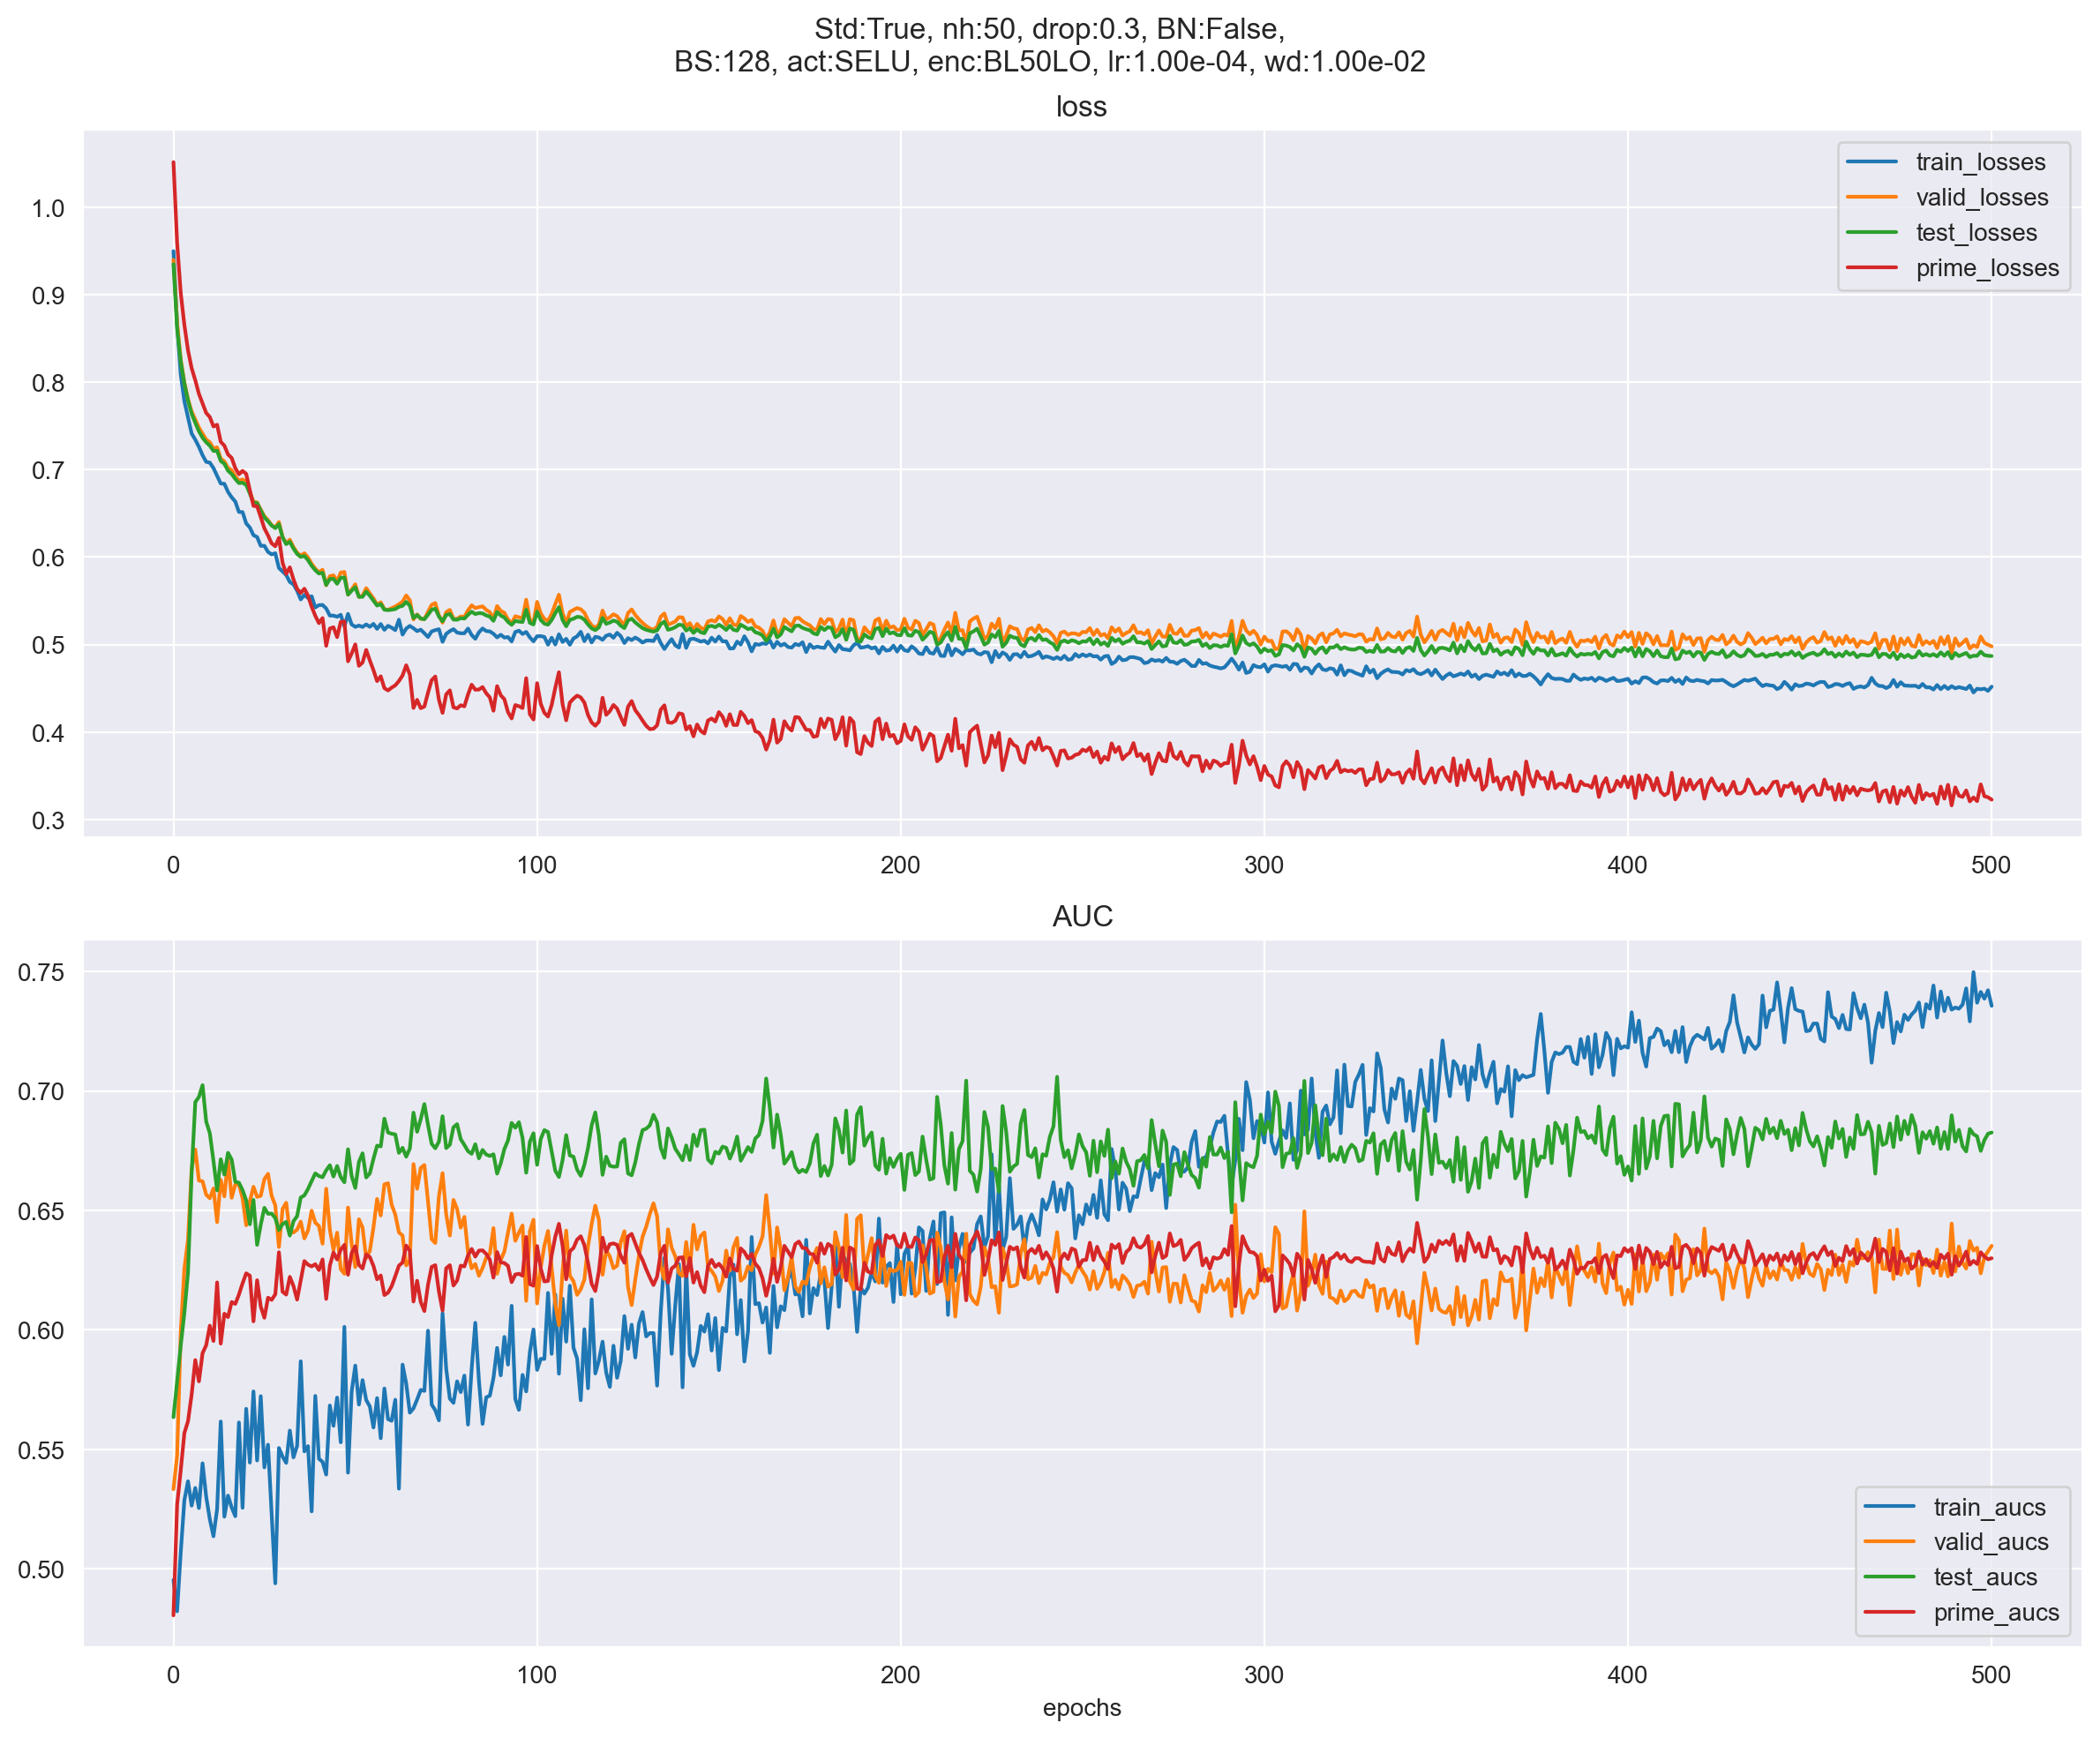 Std:True, nh:50, drop:0.3, BN:False,
BS:128, act:SELU, enc:BL50LO, lr:1.00e-04, wd:1.00e-02
loss
train_losses
valid_losses
test_losses
prime_losses
1.0
0.9
0.8
0.7
0.6
0.5
0.4
0.3
0 100 200 300 400 500
AUC
0.75
0.70
0.65
0.60
0.55
0.50
train_aucs
valid_aucs
test_aucs
prime_aucs
0 100 200 300 400 500
epochs